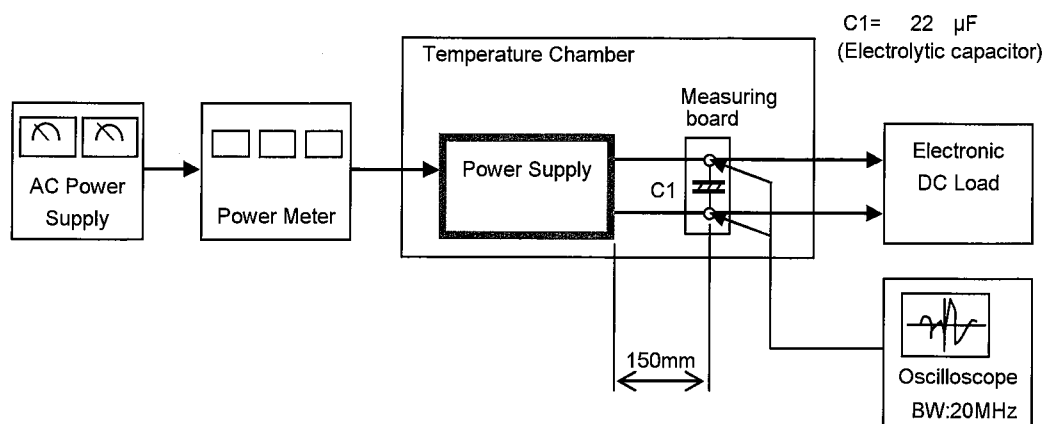 C1= 22 μF
(Electrolytic capacitor)
Temperature Chamber
Measuring
board
AC Power
Supply
Power Meter
Power Supply
C1
Electronic
DC Load
150mm
Oscilloscope
BW:20MHz